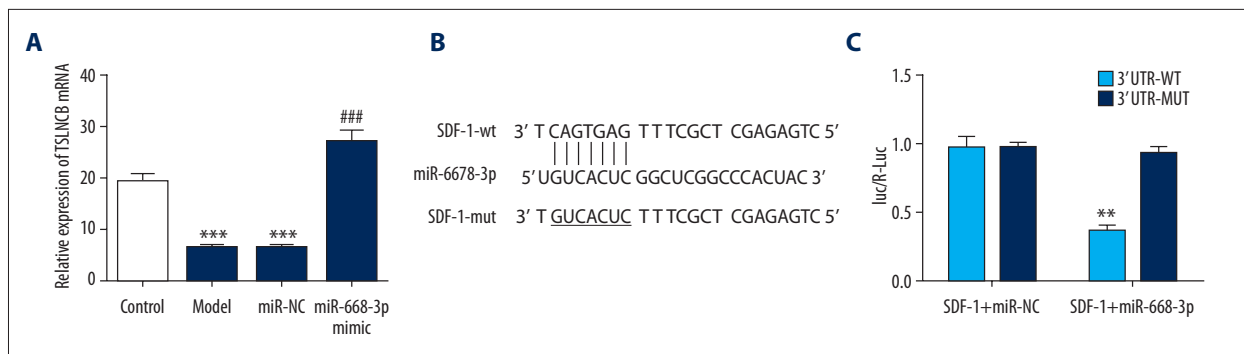 A
Relative expression of TSLNCB mRNA
40
30
20
10
0
***
***
###
Control
Model
miR-NC
miR-668-3p
mimic
B
SDF-1-wt 3' T CAGTGAG T T TCGCT CGAGAGTC 5'
miR-6678-3p 5' UGUCACUC GGCUCGGCCCACUAC 3'
SDF-1-mut 3' T GUCACUC T T TCGCT CGAGAGTC 5'
C
luc/R-Luc
1.5
1.0
0.5
0.0
3' UTR-WT
3' UTR-MUT
**
SDF-1+miR-NC
SDF-1+miR-668-3p